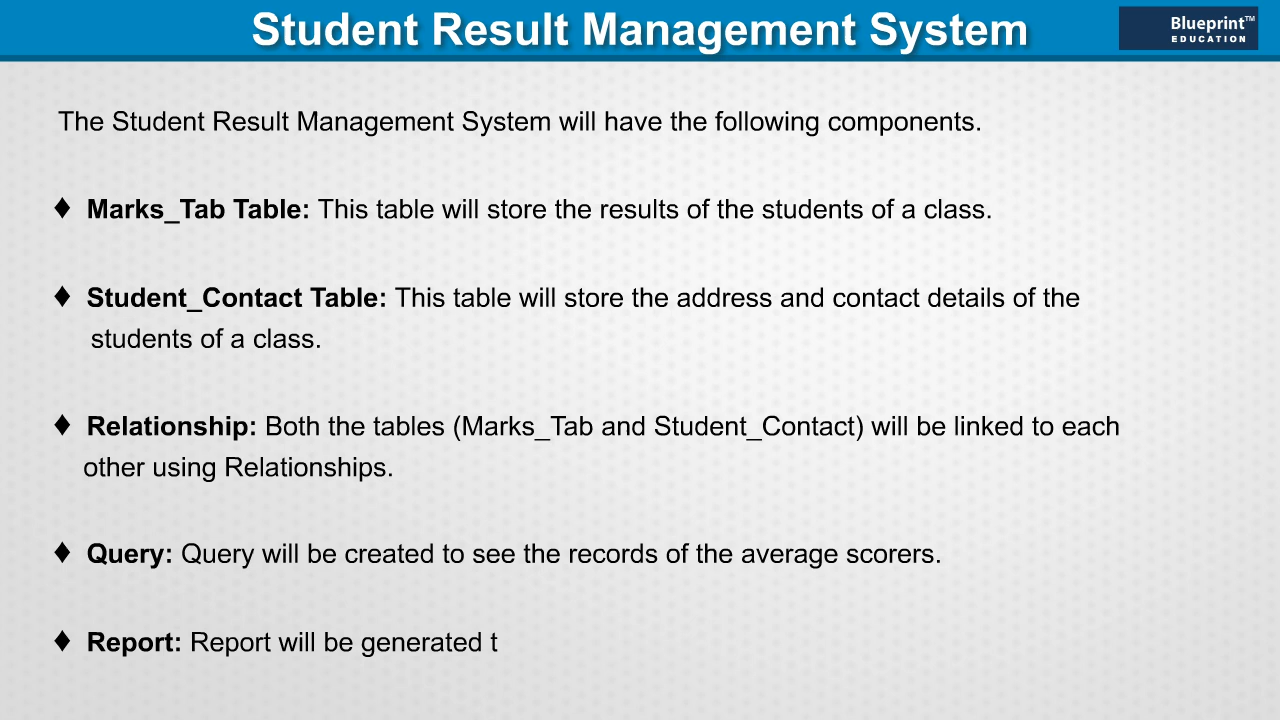 Student Result Management System
Blueprint™
EDUCATION
The Student Result Management System will have the following components.
♦ Marks_Tab Table: This table will store the results of the students of a class.
♦ Student_Contact Table: This table will store the address and contact details of the
students of a class.
♦ Relationship: Both the tables (Marks_Tab and Student_Contact) will be linked to each
other using Relationships.
♦ Query: Query will be created to see the records of the average scorers.
♦ Report: Report will be generated t